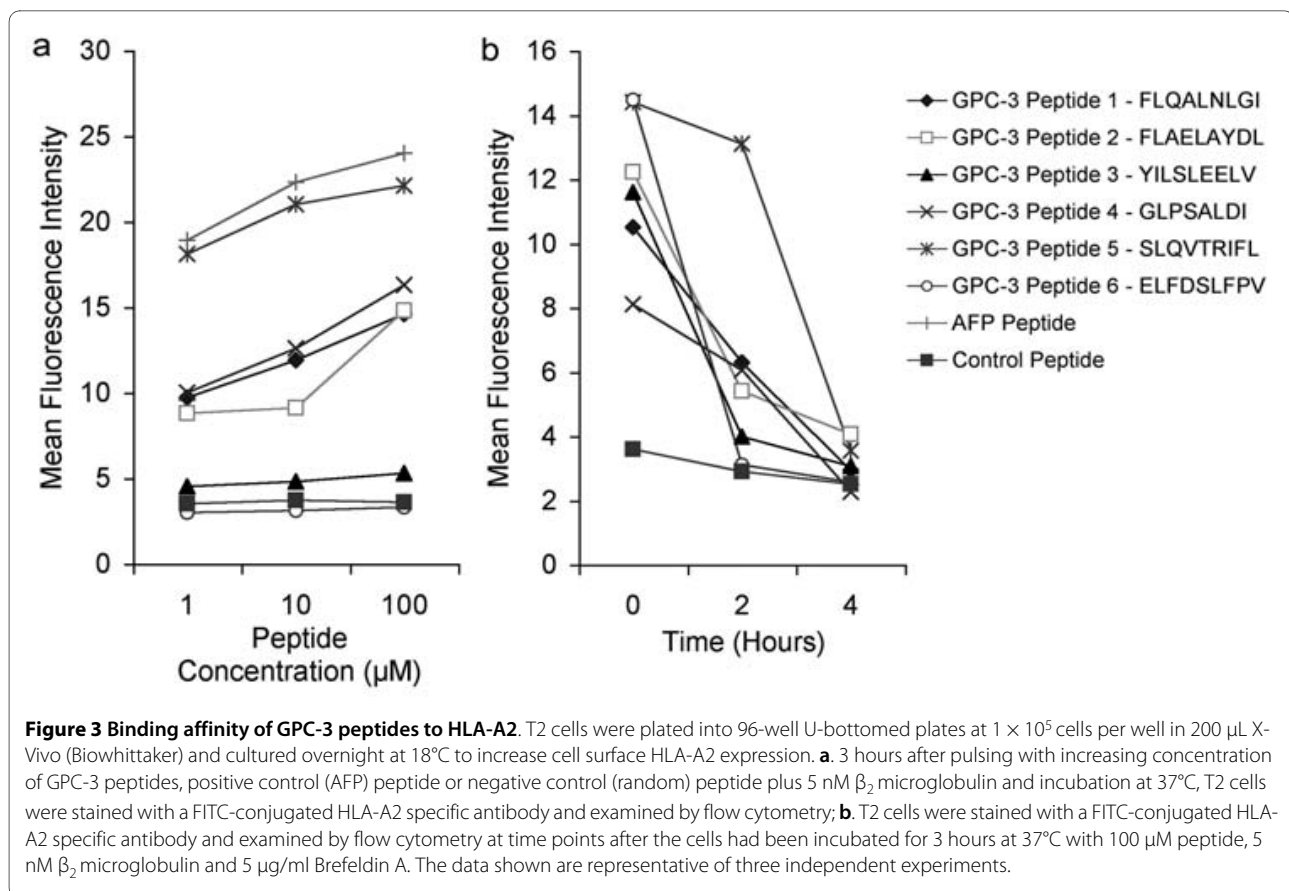 a
30
25
20
15
10
5
0
Mean Fluorescence Intensity
1 10 100
Peptide
Concentration (µM)
b
16
14
12
10
8
6
4
2
0
Mean Fluorescence Intensity
0 2 4
Time (Hours)
GPC-3 Peptide 1 - FLQALNLGI
GPC-3 Peptide 2 - FLAELAYDL
GPC-3 Peptide 3 - YILSLEELV
GPC-3 Peptide 4 - GLPSALDI
GPC-3 Peptide 5 - SLQVTRIFL
GPC-3 Peptide 6 - ELFDSLFPV
AFP Peptide
Control Peptide
Figure 3 Binding affinity of GPC-3 peptides to HLA-A2. T2 cells were plated into 96-well U-bottomed plates at 1 × 10⁵ cells per well in 200 µL X-
Vivo (Biowhittaker) and cultured overnight at 18°C to increase cell surface HLA-A2 expression. a. 3 hours after pulsing with increasing concentration
of GPC-3 peptides, positive control (AFP) peptide or negative control (random) peptide plus 5 nM β₂ microglobulin and incubation at 37°C, T2 cells
were stained with a FITC-conjugated HLA-A2 specific antibody and examined by flow cytometry; b. T2 cells were stained with a FITC-conjugated HLA-
A2 specific antibody and examined by flow cytometry at time points after the cells had been incubated for 3 hours at 37°C with 100 µM peptide, 5
nM β₂ microglobulin and 5 µg/ml Brefeldin A. The data shown are representative of three independent experiments.